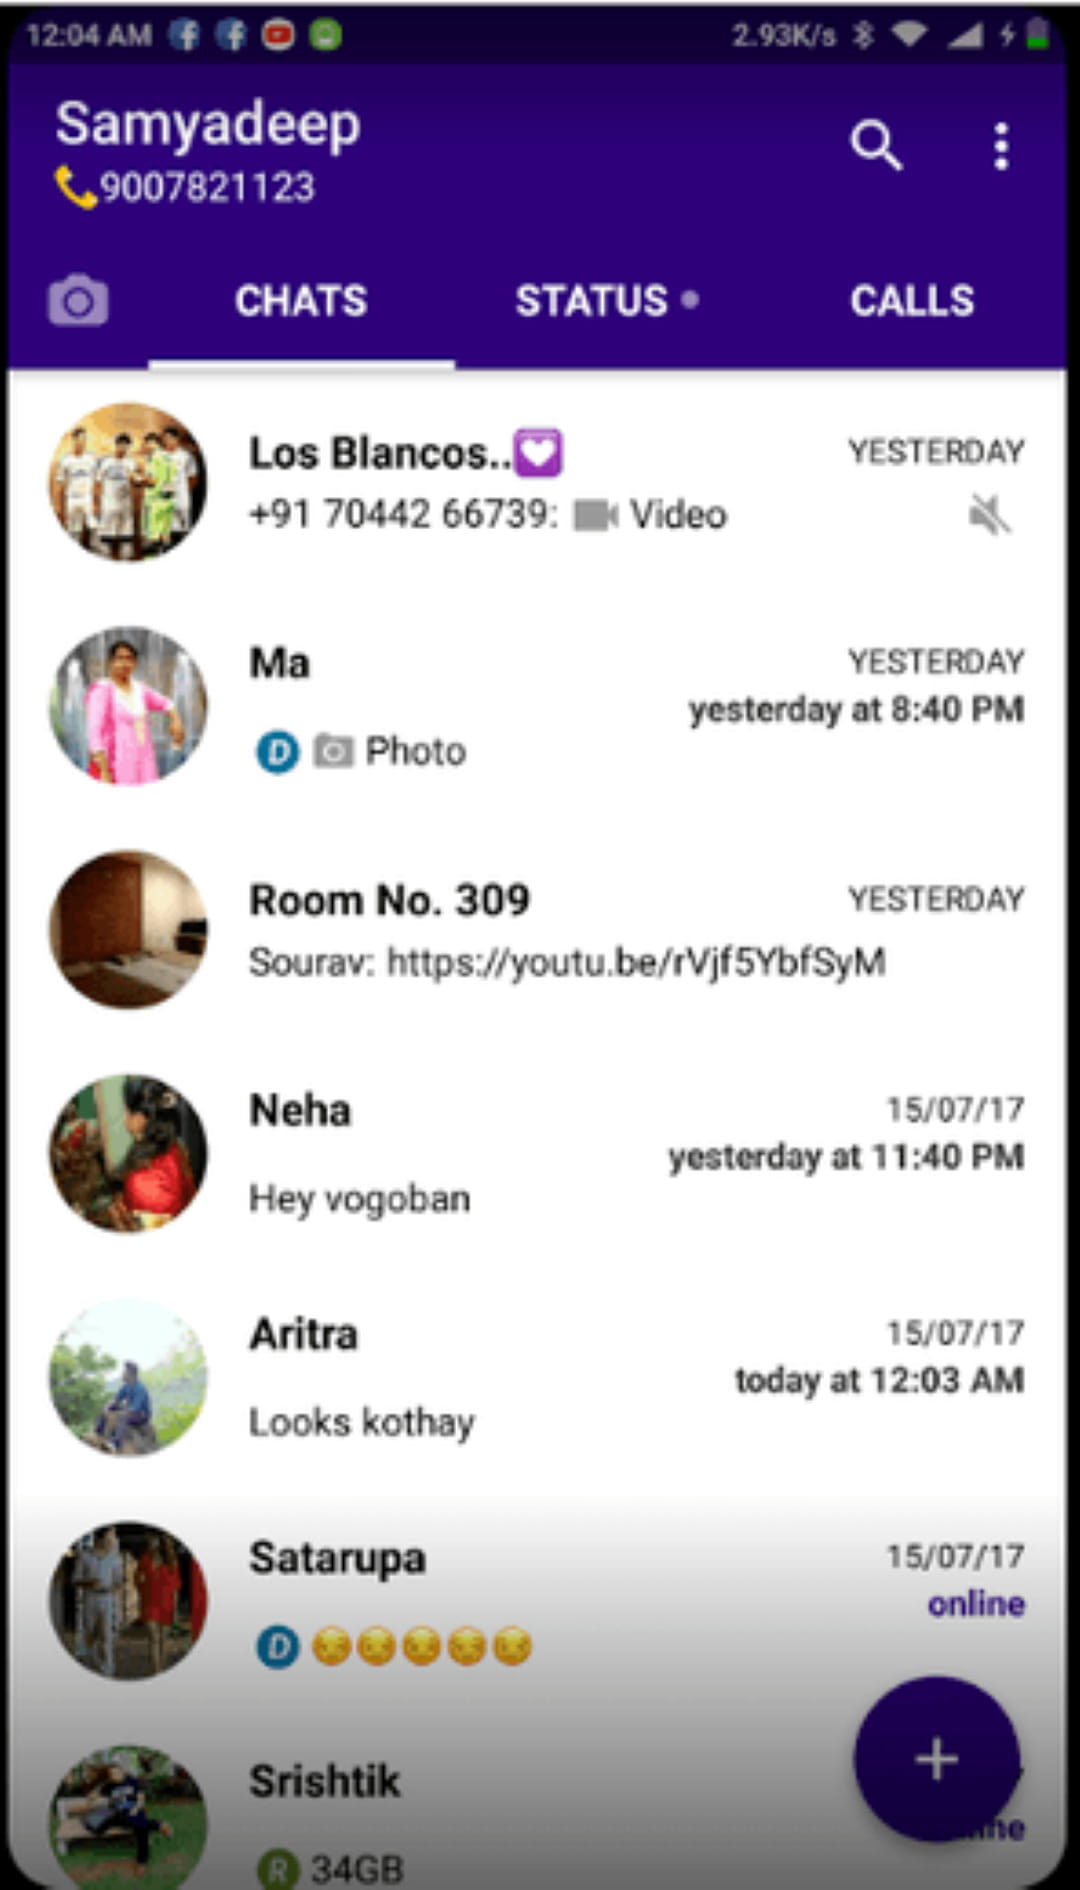 12:04 AM 2.93K/s
Samyadeep
📞9007821123
CHATS STATUS CALLS
Los Blancos..💟 YESTERDAY
+91 70442 66739: Video
Ma YESTERDAY
yesterday at 8:40 PM
D Photo
Room No. 309 YESTERDAY
Sourav: https://youtu.be/rVjf5YbfSyM
Neha 15/07/17
yesterday at 11:40 PM
Hey vogoban
Aritra 15/07/17
today at 12:03 AM
Looks kothay
Satarupa 15/07/17
online
D 😔😔😔😔😔
Srishtik
R 34GB